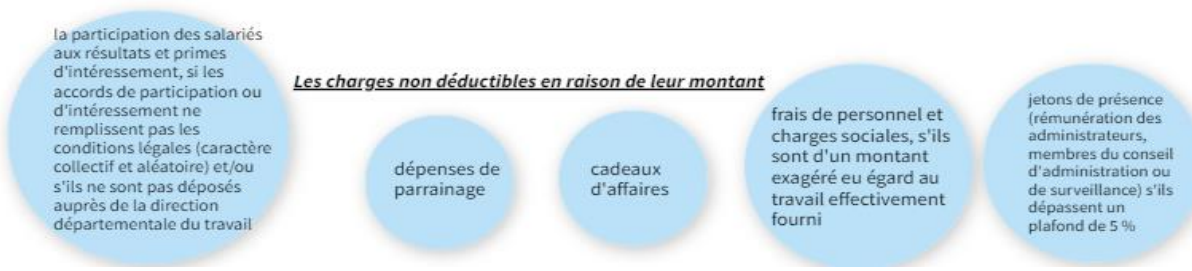 la participation des salariés
aux résultats et primes
d'intéressement, si les
accords de participation ou
d'intéressement ne
remplissent pas les
conditions légales (caractère
collectif et aléatoire) et/ou
s'ils ne sont pas déposés
auprès de la direction
départementale du travail
Les charges non déductibles en raison de leur montant
dépenses de
parrainage
cadeaux
d'affaires
frais de personnel et
charges sociales, s'ils
sont d'un montant
exagéré eu égard au
travail effectivement
fourni
jetons de présence
(rémunération des
administrateurs,
membres du conseil
d'administration ou
de surveillance) s'ils
dépassent un
plafond de 5 %